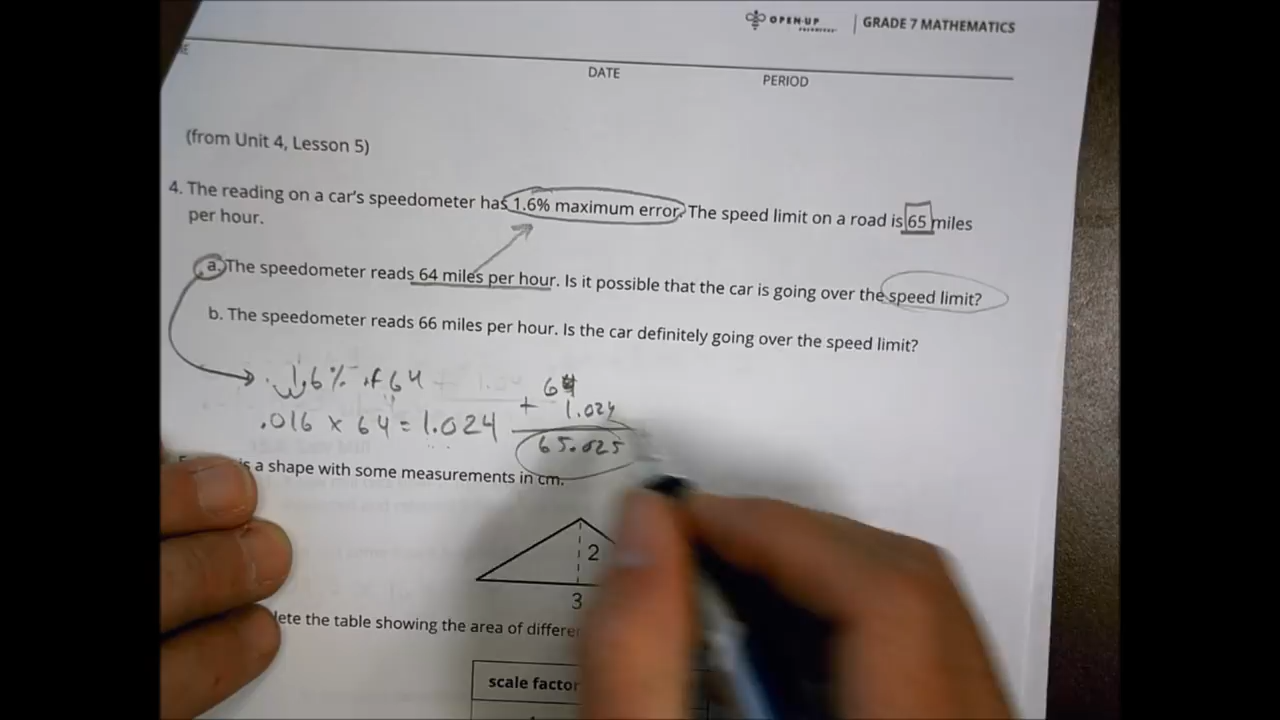 OPEN-UP | GRADE 7 MATHEMATICS
E DATE PERIOD
(from Unit 4, Lesson 5)
4. The reading on a car's speedometer has 1.6% maximum error. The speed limit on a road is 65 miles
per hour.
a. The speedometer reads 64 miles per hour. Is it possible that the car is going over the speed limit?
b. The speedometer reads 66 miles per hour. Is the car definitely going over the speed limit?
1.6% of 64
.016 x 64 = 1.024
64
+ 1.024
65.025
is a shape with some measurements in cm.
2
3
lete the table showing the area of differe
scale factor